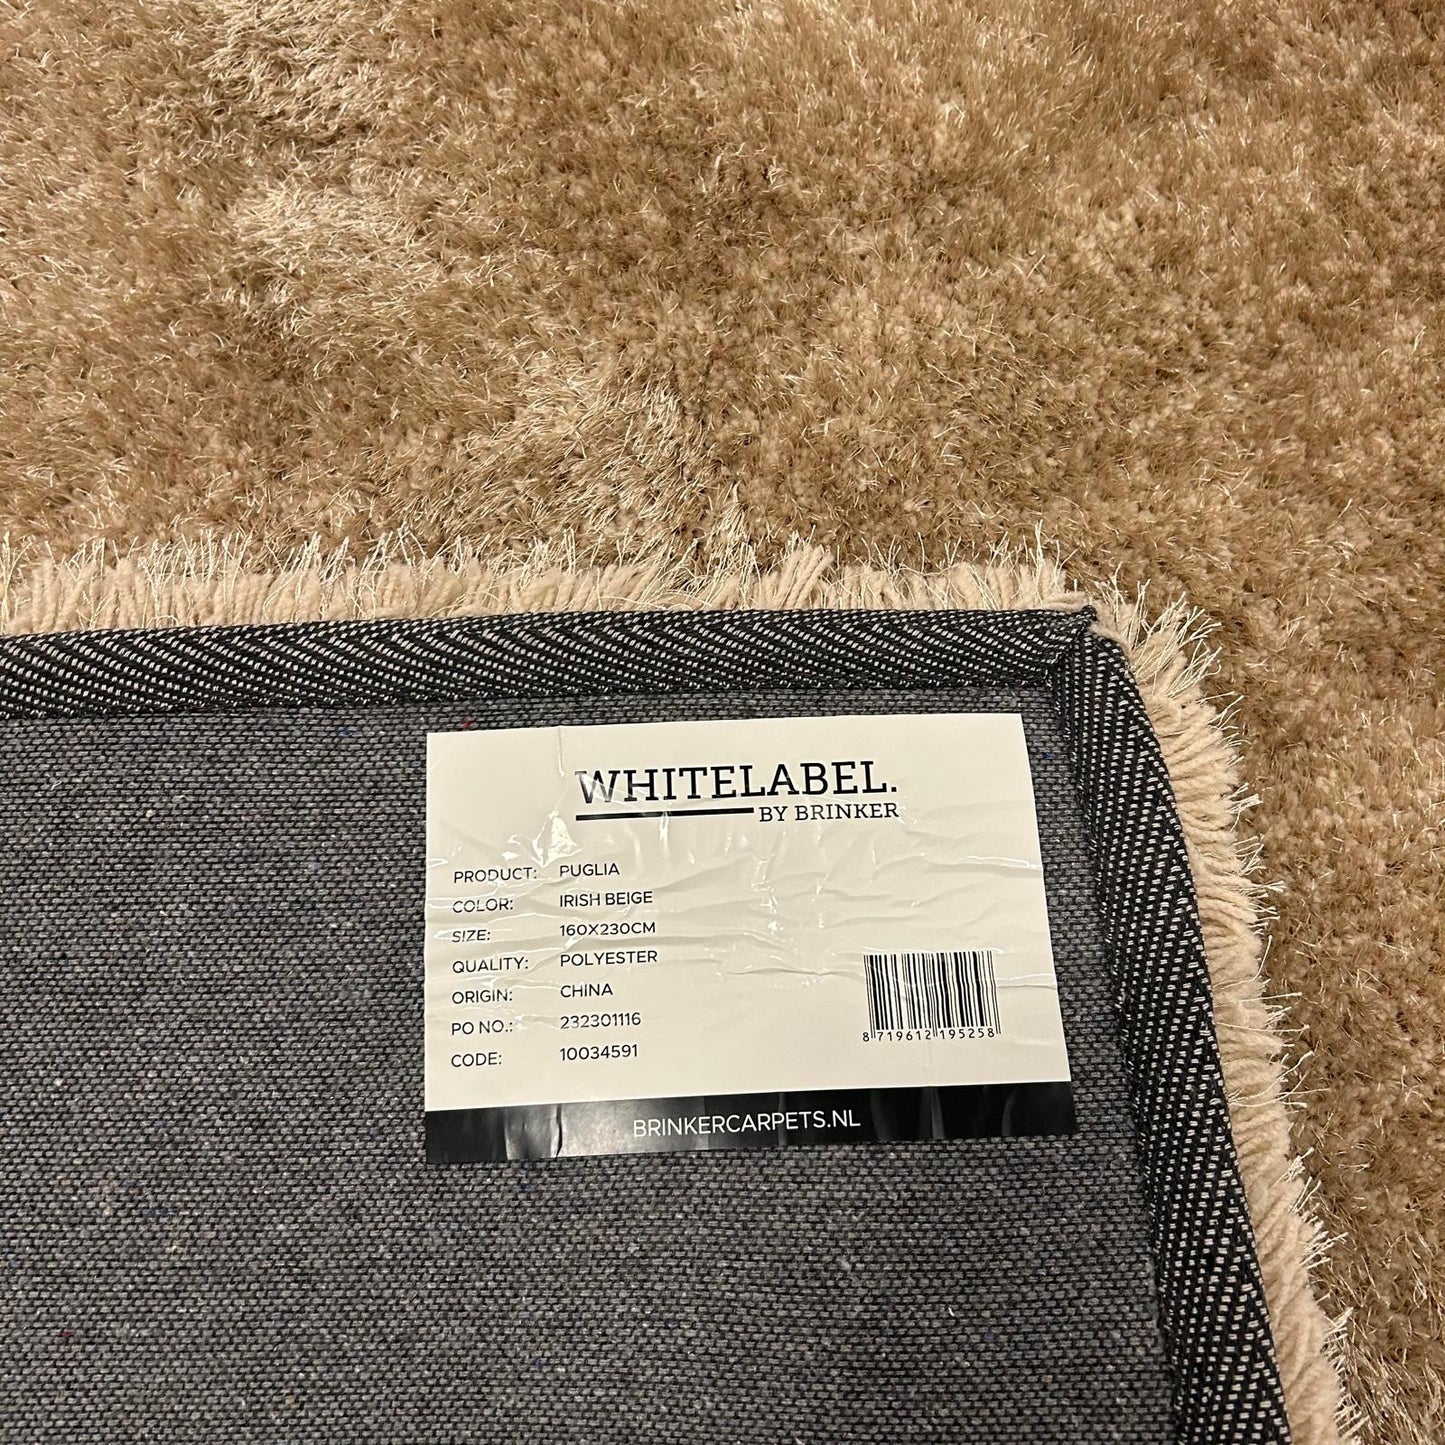 WHITELABEL.
BY BRINKER
PRODUCT: PUGLIA
COLOR: IRISH BEIGE
SIZE: 160X230CM
QUALITY: POLYESTER
ORIGIN: CHINA
PO NO.: 232301116
CODE: 10034591
8 719612 195258
BRINKERCARPETS.NL